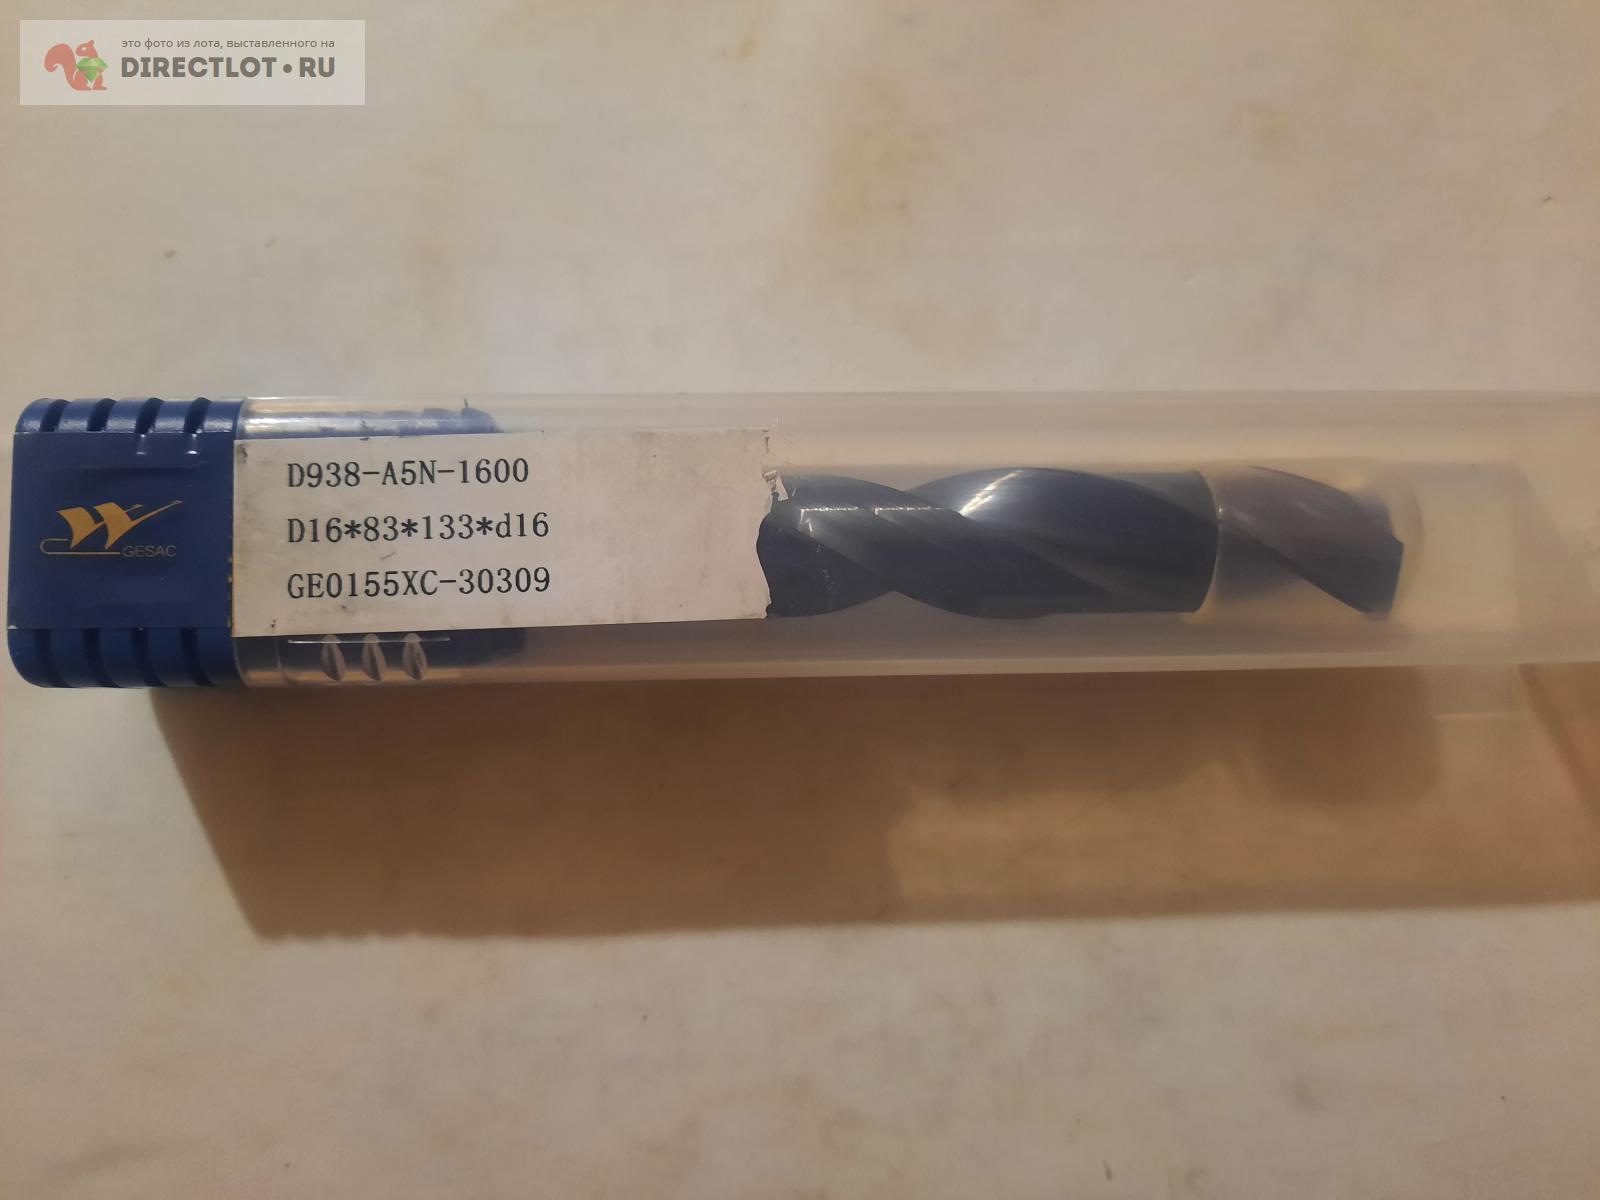 это фото из лота, выставленного на
DIRECTLOT•RU
D938-A5N-1600
D16*83*133*d16
GE0155XC-30309
GESAC